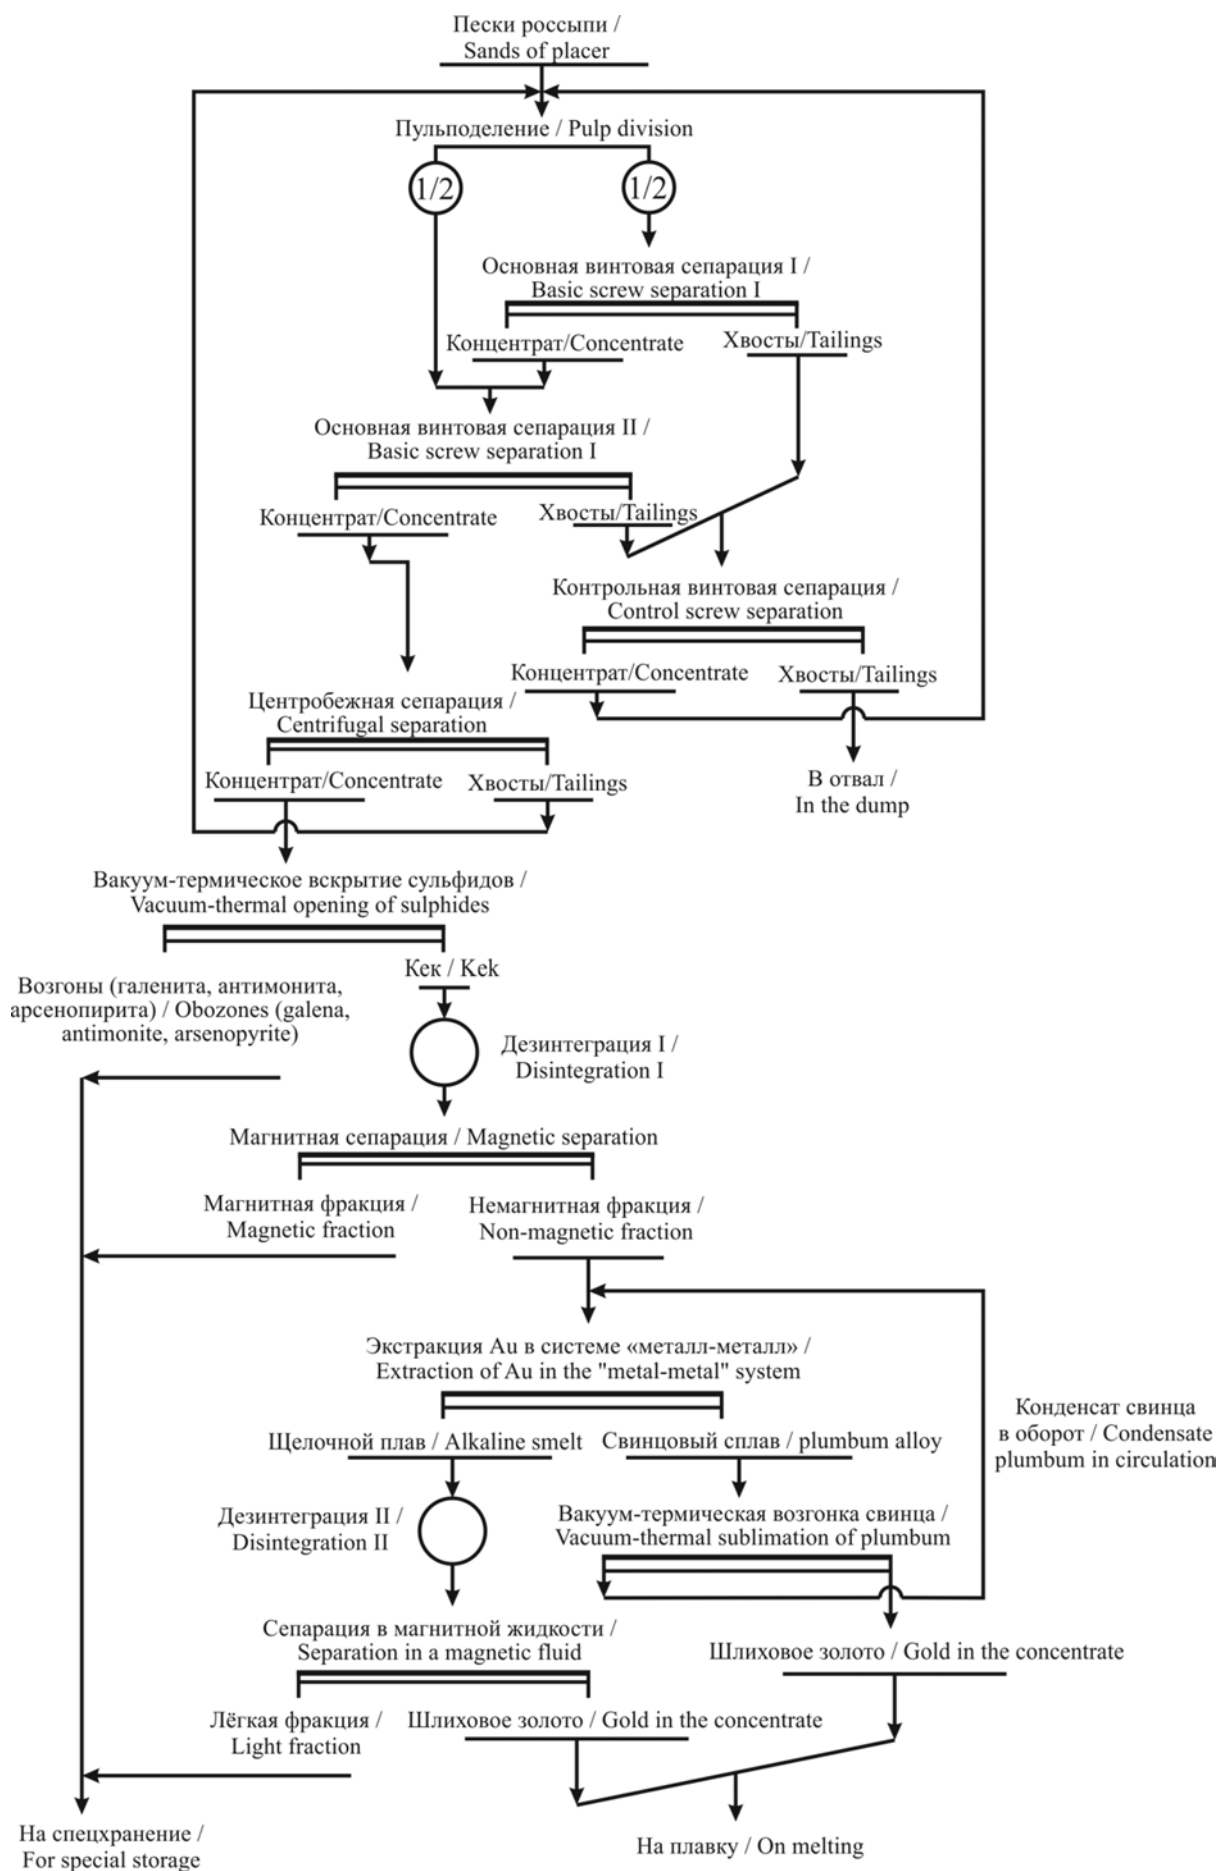 Пески россыпи /
Sands of placer
Пульподеление / Pulp division
1/2
1/2
Основная винтовая сепарация I /
Basic screw separation I
Концентрат/Concentrate
Хвосты/Tailings
Основная винтовая сепарация II /
Basic screw separation I
Концентрат/Concentrate
Хвосты/Tailings
Контрольная винтовая сепарация /
Control screw separation
Концентрат/Concentrate
Хвосты/Tailings
Центробежная сепарация /
Centrifugal separation
Концентрат/Concentrate
Хвосты/Tailings
В отвал /
In the dump
Вакуум-термическое вскрытие сульфидов /
Vacuum-thermal opening of sulphides
Возгоны (галенита, антимонита,
арсенопирита) / Obozones (galena,
antimonite, arsenopyrite)
Кек / Kek
Дезинтеграция I /
Disintegration I
Магнитная сепарация / Magnetic separation
Магнитная фракция /
Magnetic fraction
Немагнитная фракция /
Non-magnetic fraction
Экстракция Au в системе «металл-металл» /
Extraction of Au in the "metal-metal" system
Щелочной плав / Alkaline smelt
Свинцовый сплав / plumbum alloy
Конденсат свинца
в оборот / Condensate
plumbum in circulation
Дезинтеграция II /
Disintegration II
Вакуум-термическая возгонка свинца /
Vacuum-thermal sublimation of plumbum
Сепарация в магнитной жидкости /
Separation in a magnetic fluid
Шлиховое золото / Gold in the concentrate
Лёгкая фракция /
Light fraction
Шлиховое золото / Gold in the concentrate
На спецхранение /
For special storage
На плавку / On melting